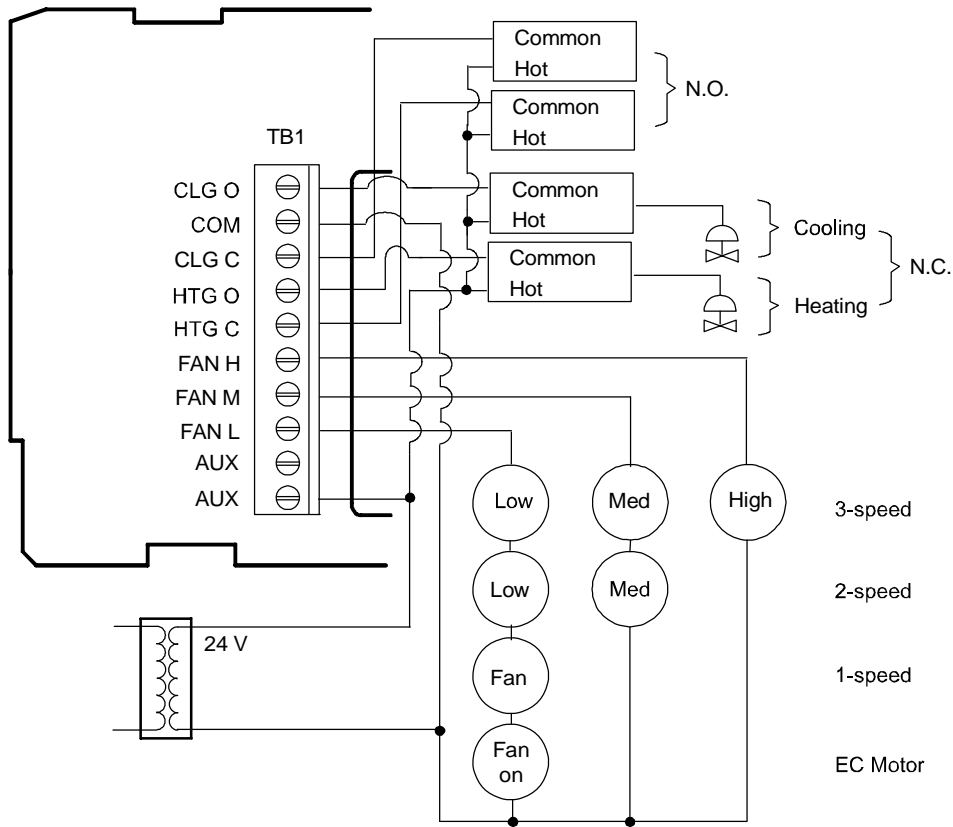 Common
Hot
N.O.
Common
Hot
TB1
CLG O
Common
Hot
Cooling
COM
CLG C
Common
Hot
N.C.
HTG O
Heating
HTG C
FAN H
FAN M
FAN L
AUX
AUX
Low
Med
High
3-speed
Low
Med
2-speed
24 V
Fan
1-speed
Fan
on
EC Motor